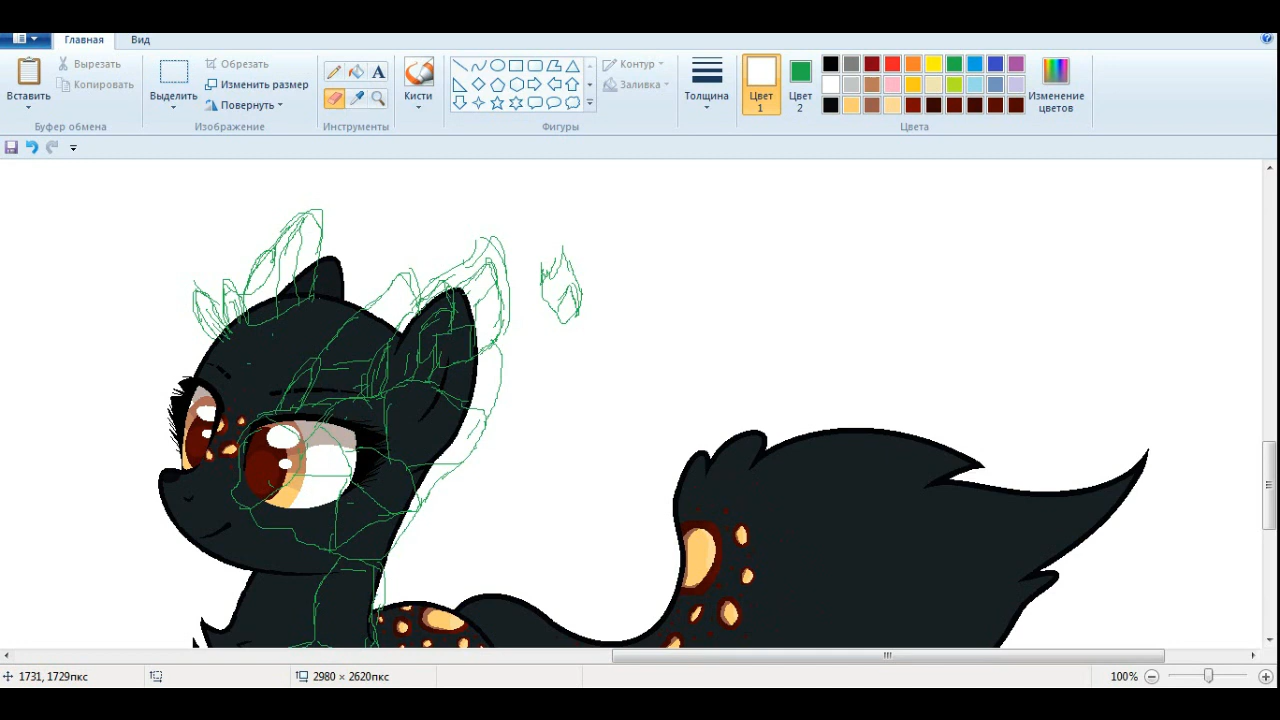 Главная Вид
Вставить
Вырезать
Копировать
Буфер обмена
Выделить
Обрезать
Изменить размер
Повернуть
Изображение
A
Инструменты
Кисти
Контур
Заливка
Фигуры
Толщина
Цвет 1
Цвет 2
Изменение цветов
Цвета
1731, 1729пкс
2980 × 2620пкс
100%